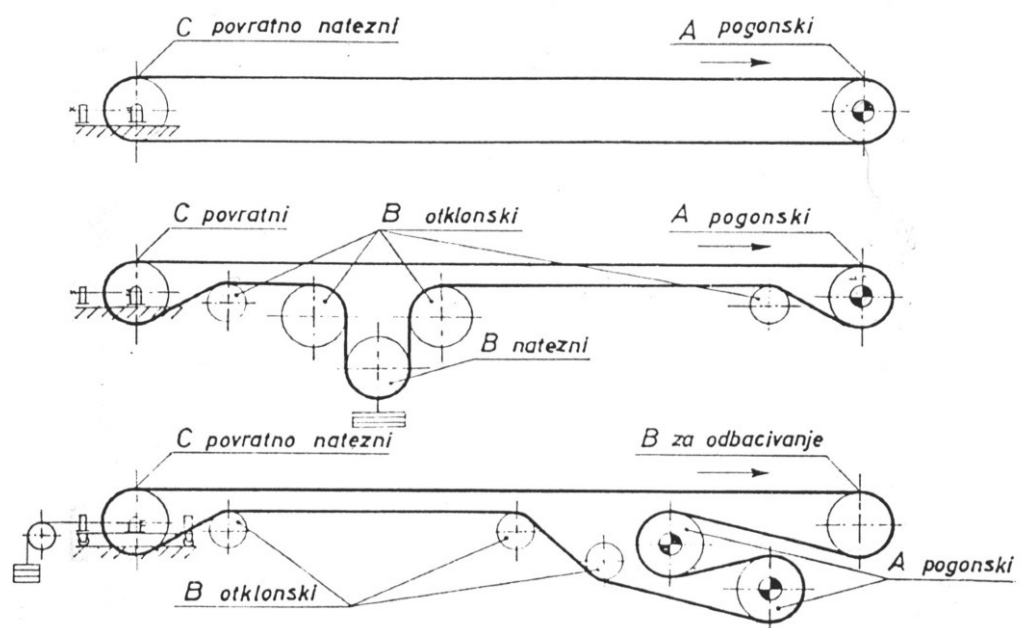 C povratno natezni
A pogonski
C povratni
B otklonski
A pogonski
B natezni
C povratno natezni
B za odbacivanje
B otklonski
A pogonski